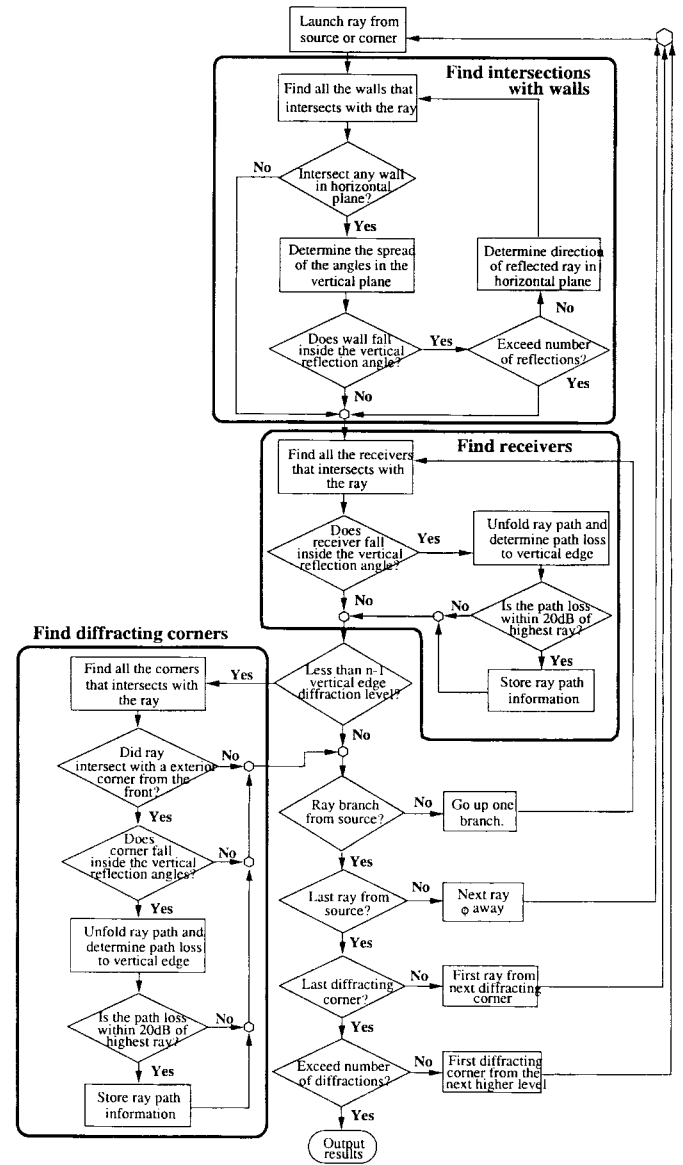 Launch ray from
source or corner
Find intersections
with walls
Find all the walls that
intersects with the ray
No
Intersect any wall
in horizontal
plane?
Yes
Determine the spread
of the angles in the
vertical plane
Determine direction
of reflected ray in
horizontal plane
No
Does wall fall
inside the vertical
reflection angle?
Yes
Exceed number
of reflections?
Yes
No
Find receivers
Find all the receivers
that intersects with
the ray
Does
receiver fall
inside the vertical
reflection angle?
Yes
Unfold ray path and
determine path loss
to vertical edge
No
No
Is the path loss
within 20dB of
highest ray?
Yes
Store ray path
information
Find diffracting corners
Find all the corners
that intersects with
the ray
Yes
Less than n-1
vertical edge
diffraction level?
No
Did ray
intersect with a exterior
corner from the
front?
No
Yes
Does
corner fall
inside the vertical
reflection angles?
No
Yes
Unfold ray path and
determine path loss
to vertical edge
Is the path loss
within 20dB of
highest ray?
No
Yes
Store ray path
information
Ray branch
from source?
No
Go up one
branch.
Yes
Last ray from
source?
No
Next ray
φ away
Yes
Last diffracting
corner?
No
First ray from
next diffracting
corner
Yes
Exceed number
of diffractions?
No
First diffracting
corner from the
next higher level
Yes
Output
results